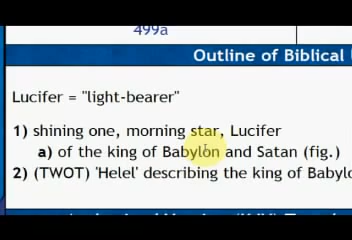 499a
Outline of Biblical
Lucifer = "light-bearer"
1) shining one, morning star, Lucifer
a) of the king of Babylon and Satan (fig.)
2) (TWOT) 'Helel' describing the king of Babylo